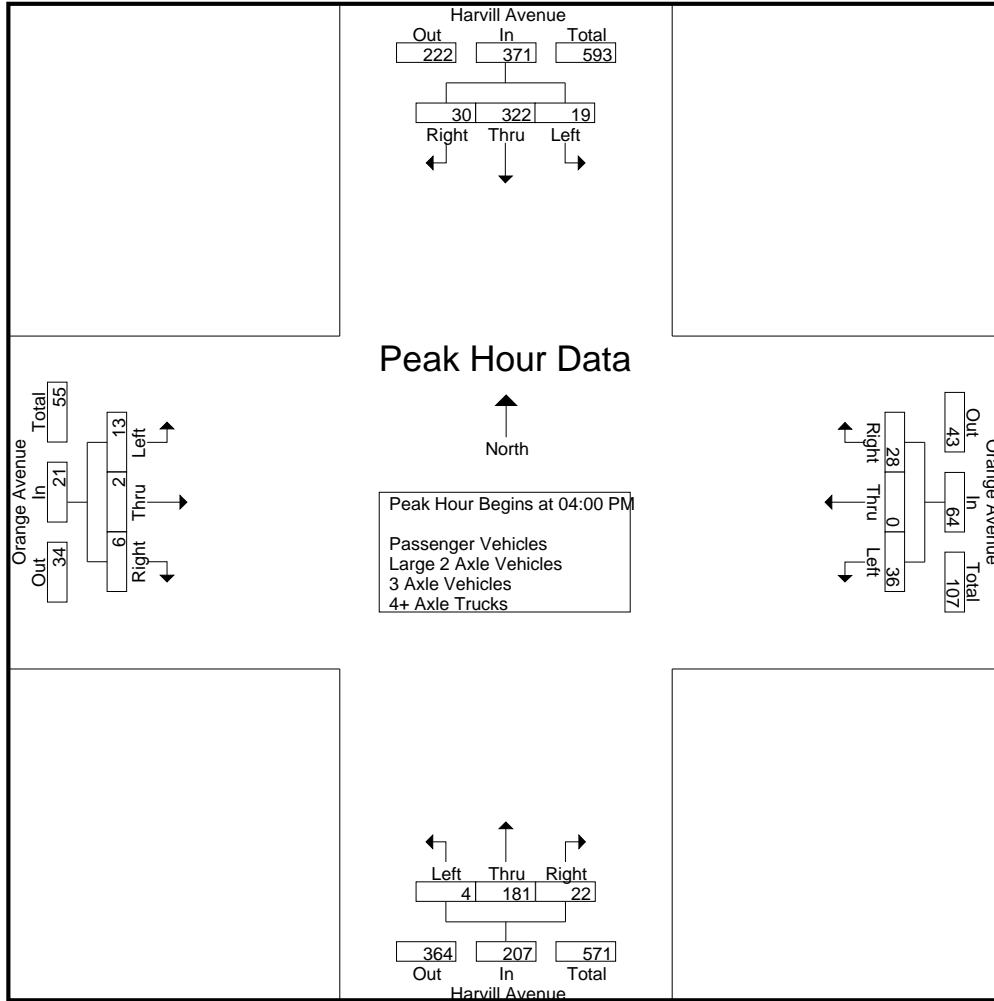 Harvill Avenue
Out In Total
222 371 593
30 322 19
Right Thru Left
Peak Hour Data
North
Peak Hour Begins at 04:00 PM
Passenger Vehicles
Large 2 Axle Vehicles
3 Axle Vehicles
4+ Axle Trucks
Orange Avenue
Out In Total
34 21 55
Left Thru Right
13 2 6
Orange Avenue
Out In Total
43 64 107
28 0 36
Right Thru Left
Left Thru Right
4 181 22
364 207 571
Out In Total
Harvill Avenue